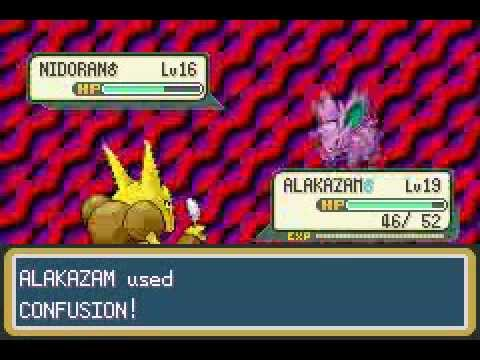 NIDORAN♂ Lv16
HP
ALAKAZAM♂ Lv19
HP
46/ 52
EXP
ALAKAZAM used
CONFUSION!